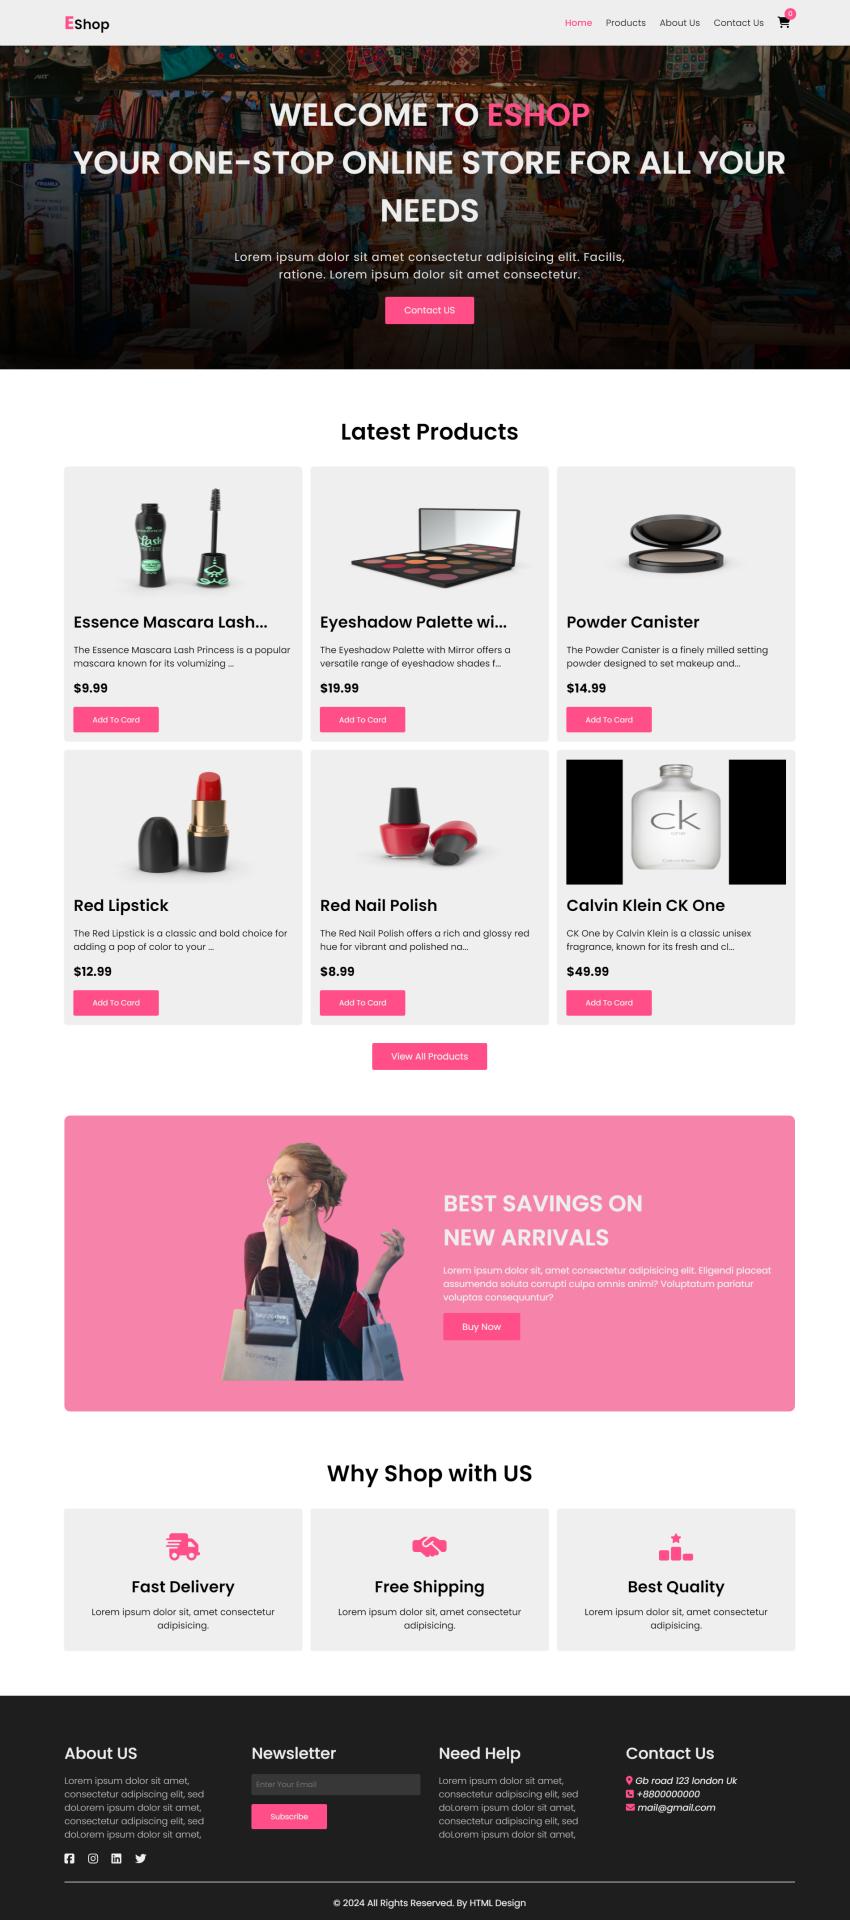 EShop
Home Products About Us Contact Us 0
WELCOME TO ESHOP
YOUR ONE-STOP ONLINE STORE FOR ALL YOUR
NEEDS
Lorem ipsum dolor sit amet consectetur adipisicing elit. Facilis,
ratione. Lorem ipsum dolor sit amet consectetur.
Contact US
Latest Products
Lash
Essence Mascara Lash...
The Essence Mascara Lash Princess is a popular
mascara known for its volumizing ...
$9.99
Add To Card
Eyeshadow Palette wi...
The Eyeshadow Palette with Mirror offers a
versatile range of eyeshadow shades f...
$19.99
Add To Card
Powder Canister
The Powder Canister is a finely milled setting
powder designed to set makeup and...
$14.99
Add To Card
Red Lipstick
The Red Lipstick is a classic and bold choice for
adding a pop of color to your ...
$12.99
Add To Card
Red Nail Polish
The Red Nail Polish offers a rich and glossy red
hue for vibrant and polished na...
$8.99
Add To Card
ck
one
Calvin Klein
Calvin Klein CK One
CK One by Calvin Klein is a classic unisex
fragrance, known for its fresh and cl...
$49.99
Add To Card
View All Products
BEST SAVINGS ON
NEW ARRIVALS
Lorem ipsum dolor sit, amet consectetur adipisicing elit. Eligendi placeat
assumenda soluta corrupti culpa omnis animi? Voluptatum pariatur
voluptas consequuntur?
Buy Now
Why Shop with US
Fast Delivery
Lorem ipsum dolor sit, amet consectetur
adipisicing.
Free Shipping
Lorem ipsum dolor sit, amet consectetur
adipisicing.
Best Quality
Lorem ipsum dolor sit, amet consectetur
adipisicing.
About US
Lorem ipsum dolor sit amet,
consectetur adipiscing elit, sed
doLorem ipsum dolor sit amet,
consectetur adipiscing elit, sed
doLorem ipsum dolor sit amet,
Newsletter
Enter Your Email
Subscribe
Need Help
Lorem ipsum dolor sit amet,
consectetur adipiscing elit, sed
doLorem ipsum dolor sit amet,
consectetur adipiscing elit, sed
doLorem ipsum dolor sit amet,
Contact Us
Gb road 123 london Uk
+8800000000
mail@gmail.com
© 2024 All Rights Reserved. By HTML Design